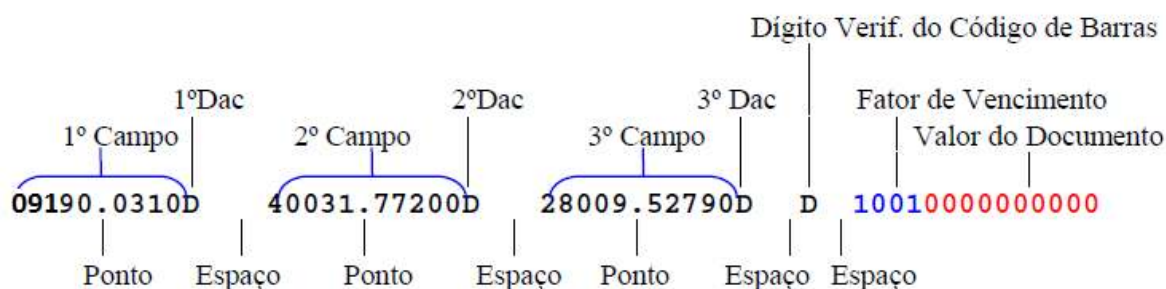 Dígito Verif. do Código de Barras
1ºDac 2ºDac 3º Dac Fator de Vencimento
1º Campo 2º Campo 3º Campo Valor do Documento
09190.0310D 40031.77200D 28009.52790D D 10010000000000
Ponto Espaço Ponto Espaço Ponto Espaço Espaço